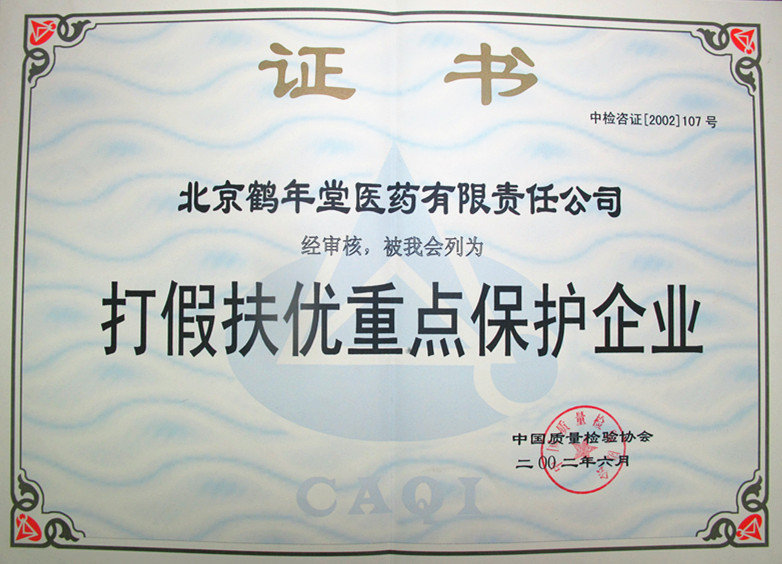 证书
中检咨证[2002]107号
北京鹤年堂医药有限责任公司
经审核，被我会列为
打假扶优重点保护企业
中国质量检验协会
二00二年六月
CAQI